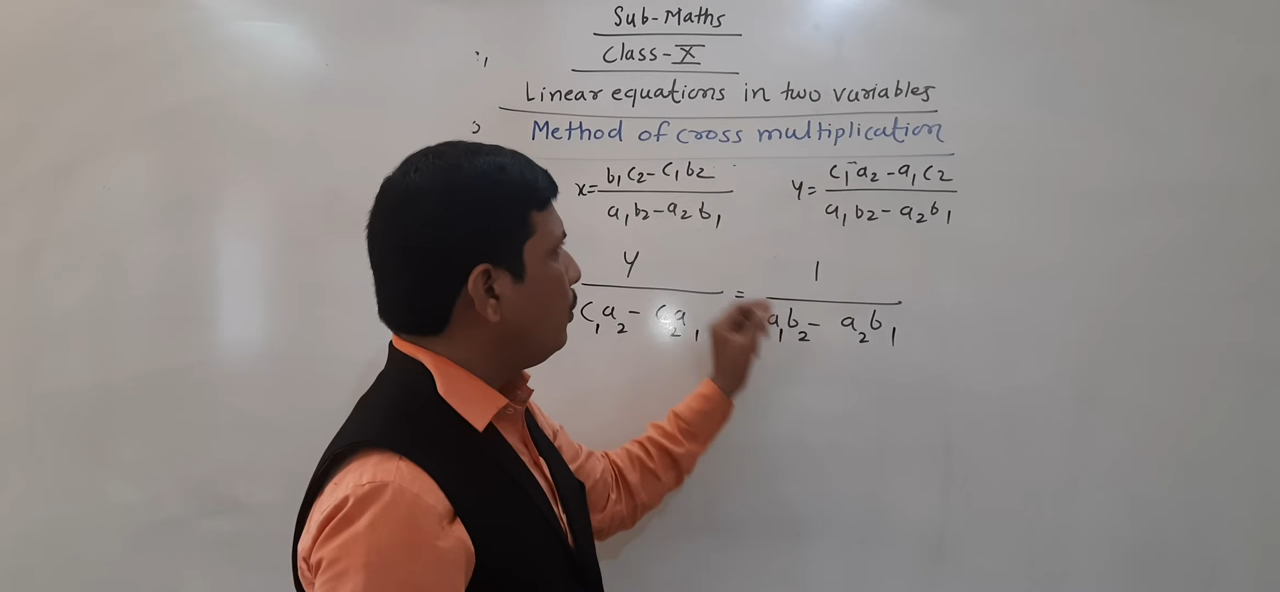 Sub-Maths
Class-X
Linear equations in two variables
Method of cross multiplication
x = b₁c₂-c₁b₂ / a₁b₂-a₂b₁    y = c₁a₂-a₁c₂ / a₁b₂-a₂b₁
y / c₁a₂ - c₂a₁ = 1 / a₁b₂ - a₂b₁